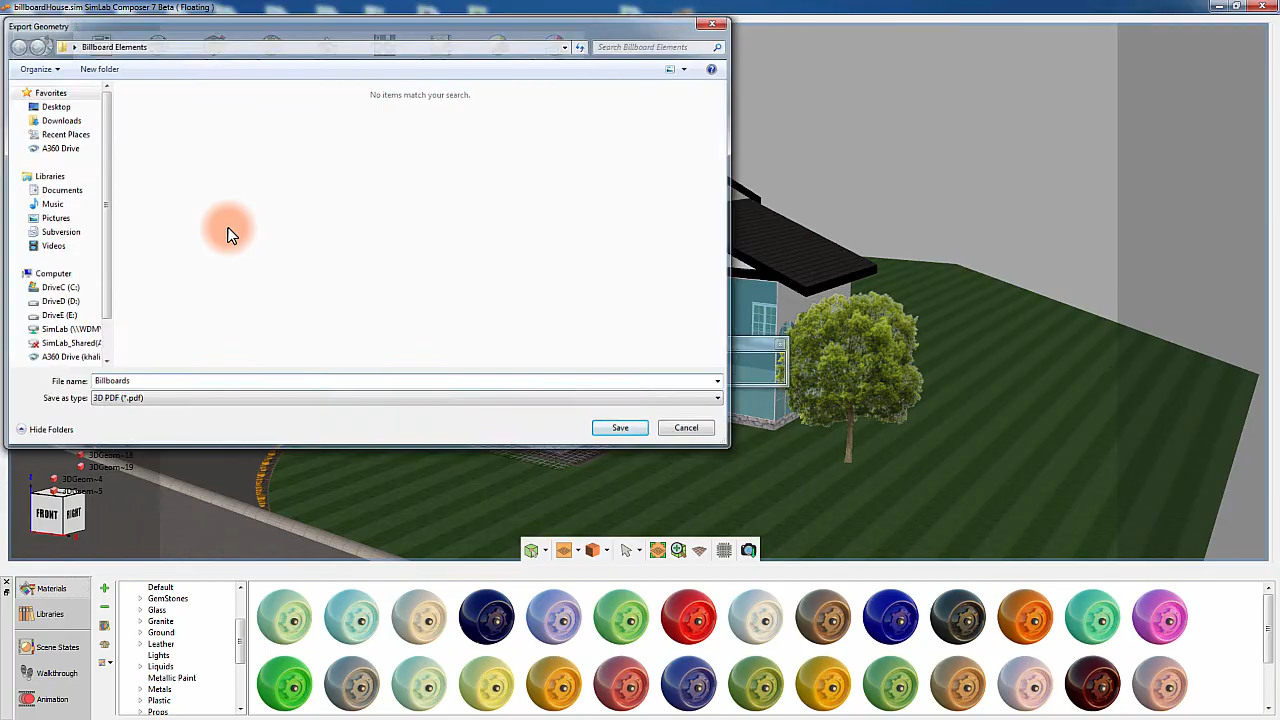 billboardHouse.sim SimLab Composer 7 Beta ( Floating )
Export Geometry
Billboard Elements
Search Billboard Elements
Organize
New folder
Favorites
Desktop
Downloads
Recent Places
A360 Drive
Libraries
Documents
Music
Pictures
Subversion
Videos
Computer
DriveC (C:)
DriveD (D:)
DriveE (E:)
SimLab (\\WDM
SimLab_Shared(A
A360 Drive (khali
No items match your search.
File name: Billboards
Save as type: 3D PDF (*.pdf)
Hide Folders
Save
Cancel
3DGeom~18
3DGeom~19
3DGeom~4
3DGeom~5
FRONT
RIGHT
Materials
Libraries
Scene States
Walkthrough
Animation
Default
GemStones
Glass
Granite
Ground
Leather
Lights
Liquids
Metallic Paint
Metals
Plastic
Props